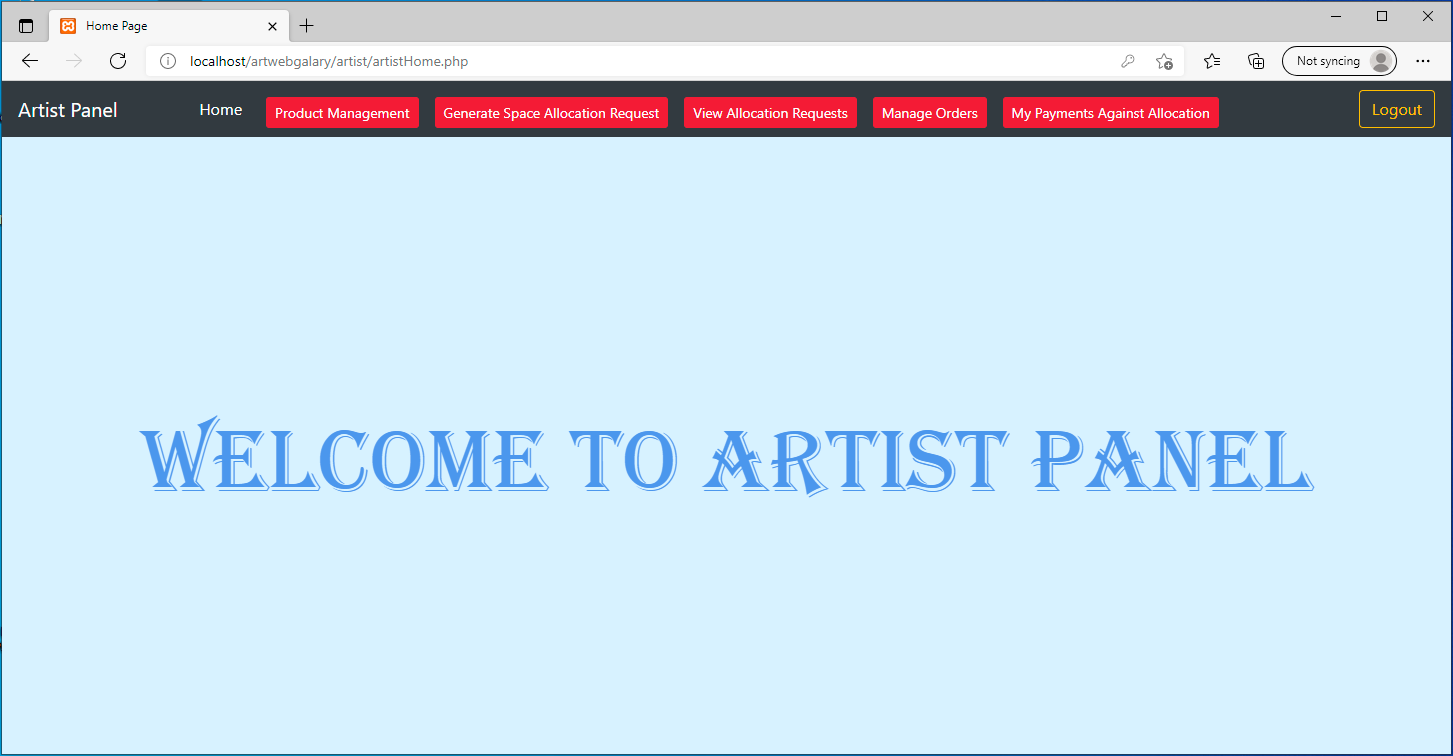 Home Page
localhost/artwebgalary/artist/artistHome.php
Not syncing
Artist Panel
Home
Product Management
Generate Space Allocation Request
View Allocation Requests
Manage Orders
My Payments Against Allocation
Logout
WELCOME TO ARTIST PANEL